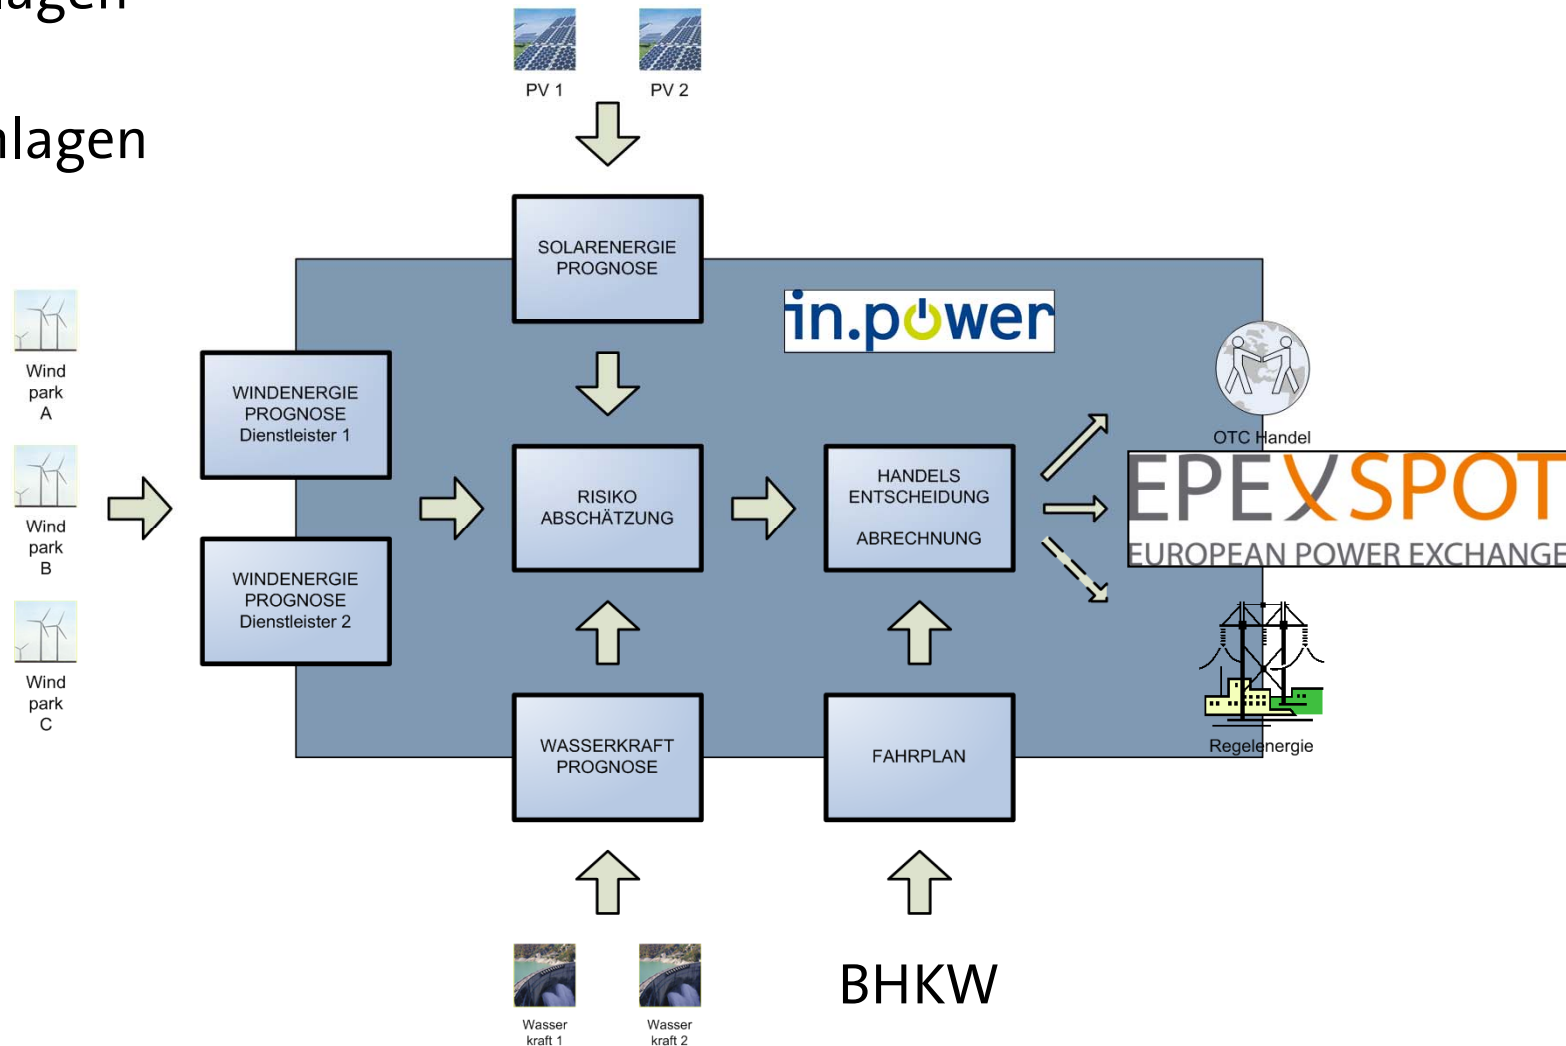 PV 1
PV 2
SOLARENERGIE
PROGNOSE
in.power
Wind
park
A
WINDENERGIE
PROGNOSE
Dienstleister 1
Wind
park
B
WINDENERGIE
PROGNOSE
Dienstleister 2
Wind
park
C
RISIKO
ABSCHÄTZUNG
HANDELS
ENTSCHEIDUNG
ABRECHNUNG
OTC Handel
EPEXSPOT
EUROPEAN POWER EXCHANGE
Regelenergie
WASSERKRAFT
PROGNOSE
FAHRPLAN
Wasser
kraft 1
Wasser
kraft 2
BHKW